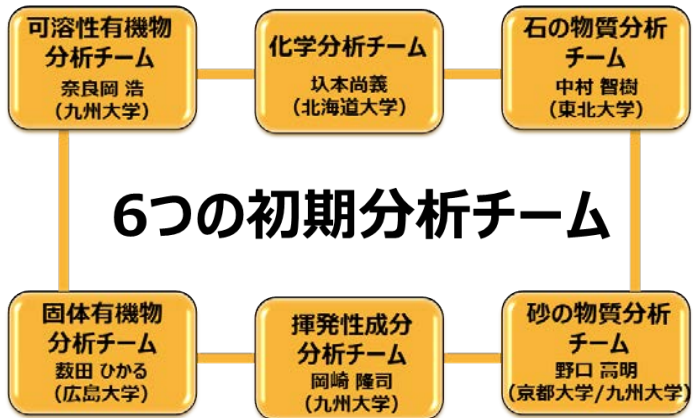 可溶性有機物
分析チーム
奈良岡 浩
(九州大学)
化学分析チーム
圦本尚義
(北海道大学)
石の物質分析
チーム
中村 智樹
(東北大学)
6つの初期分析チーム
固体有機物
分析チーム
薮田 ひかる
(広島大学)
揮発性成分
分析チーム
岡崎 隆司
(九州大学)
砂の物質分析
チーム
野口 高明
(京都大学/九州大学)